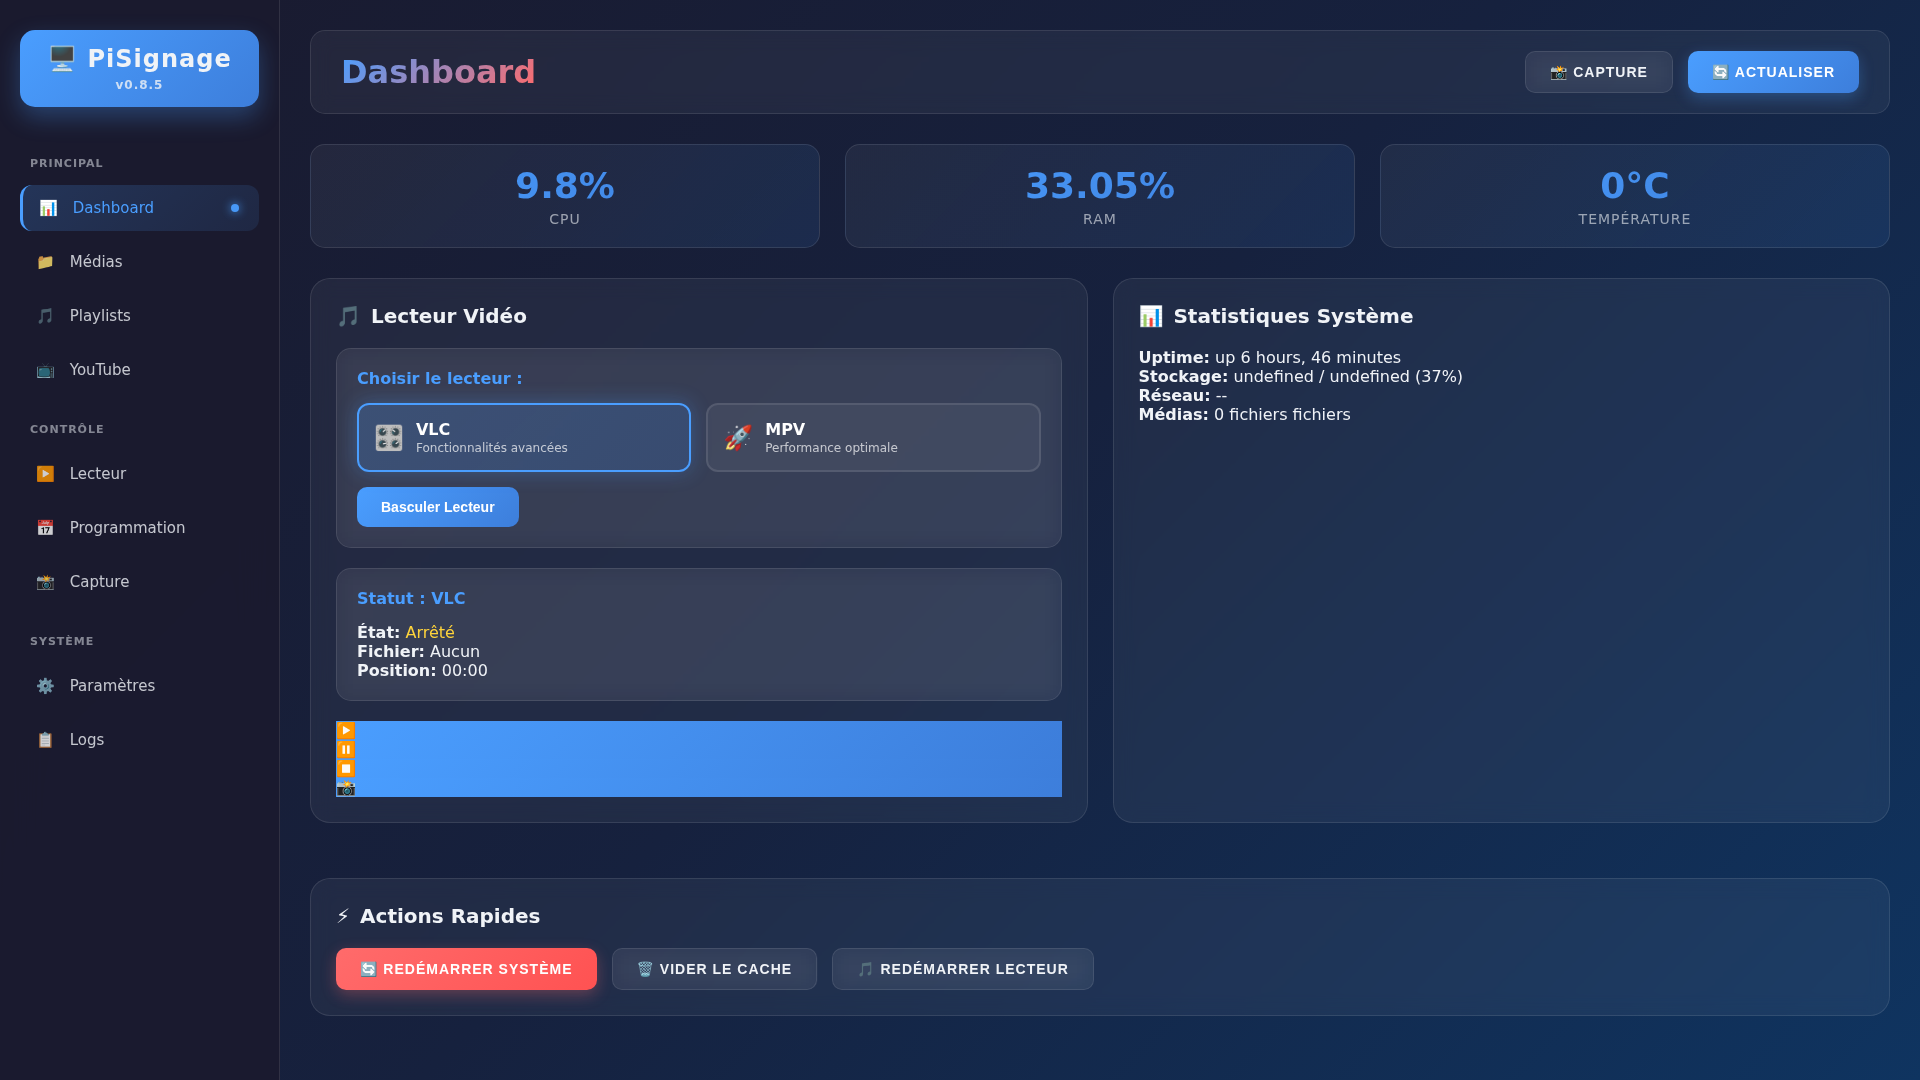 PiSignage
v0.8.5
PRINCIPAL
Dashboard
Médias
Playlists
YouTube
CONTRÔLE
Lecteur
Programmation
Capture
SYSTÈME
Paramètres
Logs
Dashboard
CAPTURE
ACTUALISER
9.8%
CPU
33.05%
RAM
0°C
TEMPÉRATURE
Lecteur Vidéo
Choisir le lecteur :
VLC
Fonctionnalités avancées
MPV
Performance optimale
Basculer Lecteur
Statut : VLC
État: Arrêté
Fichier: Aucun
Position: 00:00
Statistiques Système
Uptime: up 6 hours, 46 minutes
Stockage: undefined / undefined (37%)
Réseau: --
Médias: 0 fichiers fichiers
Actions Rapides
REDÉMARRER SYSTÈME
VIDER LE CACHE
REDÉMARRER LECTEUR